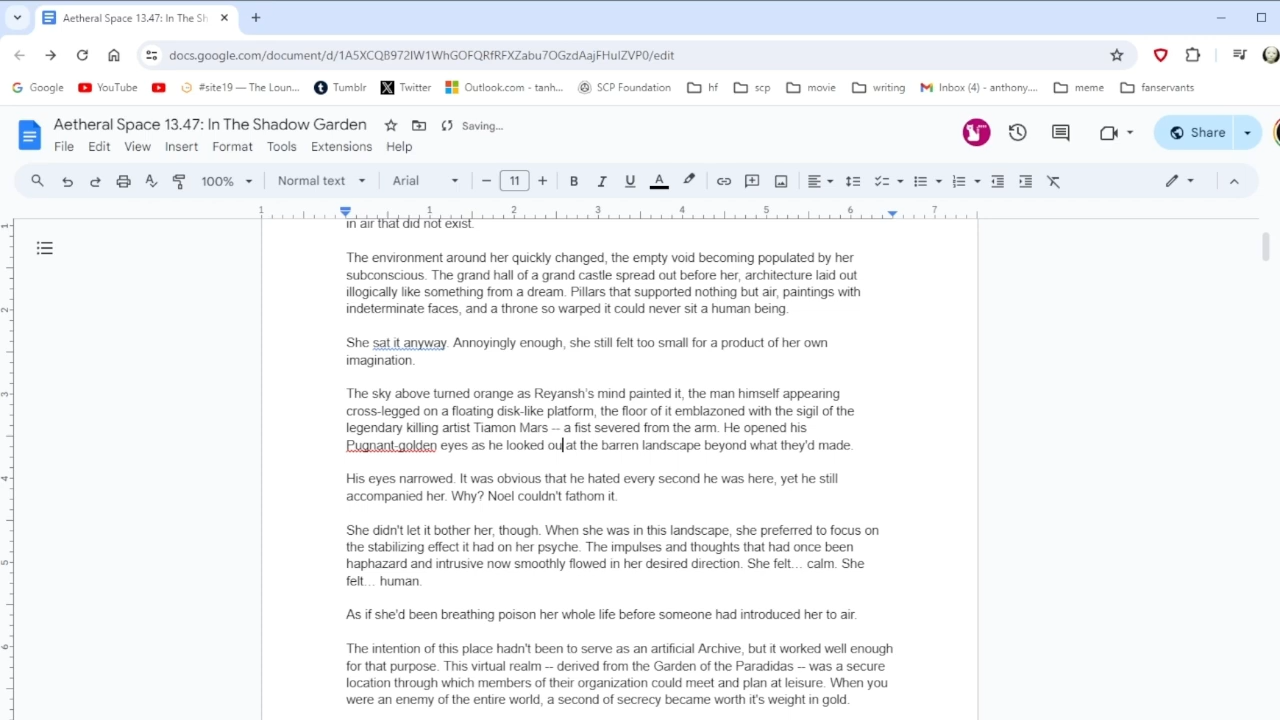 Aetheral Space 13.47: In The Sh
docs.google.com/document/d/1A5XCQB972IW1WhGOFQRfRFXZabu7OGzdAajFHuIZVP0/edit
Google YouTube #site19 — The Loun... Tumblr Twitter Outlook.com - tanh... SCP Foundation hf scp movie writing Inbox (4) - anthony.... meme fanservants
Aetheral Space 13.47: In The Shadow Garden Saving...
File Edit View Insert Format Tools Extensions Help
Share
100% Normal text Arial 11
1 1 2 3 4 5 6 7
in air that did not exist.
The environment around her quickly changed, the empty void becoming populated by her
subconscious. The grand hall of a grand castle spread out before her, architecture laid out
illogically like something from a dream. Pillars that supported nothing but air, paintings with
indeterminate faces, and a throne so warped it could never sit a human being.
She sat it anyway. Annoyingly enough, she still felt too small for a product of her own
imagination.
The sky above turned orange as Reyansh's mind painted it, the man himself appearing
cross-legged on a floating disk-like platform, the floor of it emblazoned with the sigil of the
legendary killing artist Tiamon Mars -- a fist severed from the arm. He opened his
Pugnant-golden eyes as he looked ou at the barren landscape beyond what they'd made.
His eyes narrowed. It was obvious that he hated every second he was here, yet he still
accompanied her. Why? Noel couldn't fathom it.
She didn't let it bother her, though. When she was in this landscape, she preferred to focus on
the stabilizing effect it had on her psyche. The impulses and thoughts that had once been
haphazard and intrusive now smoothly flowed in her desired direction. She felt... calm. She
felt... human.
As if she'd been breathing poison her whole life before someone had introduced her to air.
The intention of this place hadn't been to serve as an artificial Archive, but it worked well enough
for that purpose. This virtual realm -- derived from the Garden of the Paradidas -- was a secure
location through which members of their organization could meet and plan at leisure. When you
were an enemy of the entire world, a second of secrecy became worth it's weight in gold.
1
2
3
4
5
6